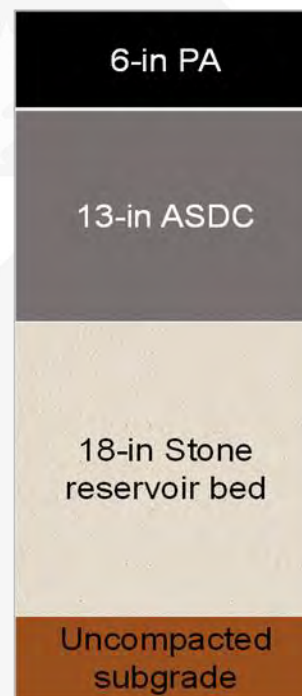 6-in PA
13-in ASDC
18-in Stone
reservoir bed
Uncompacted
subgrade